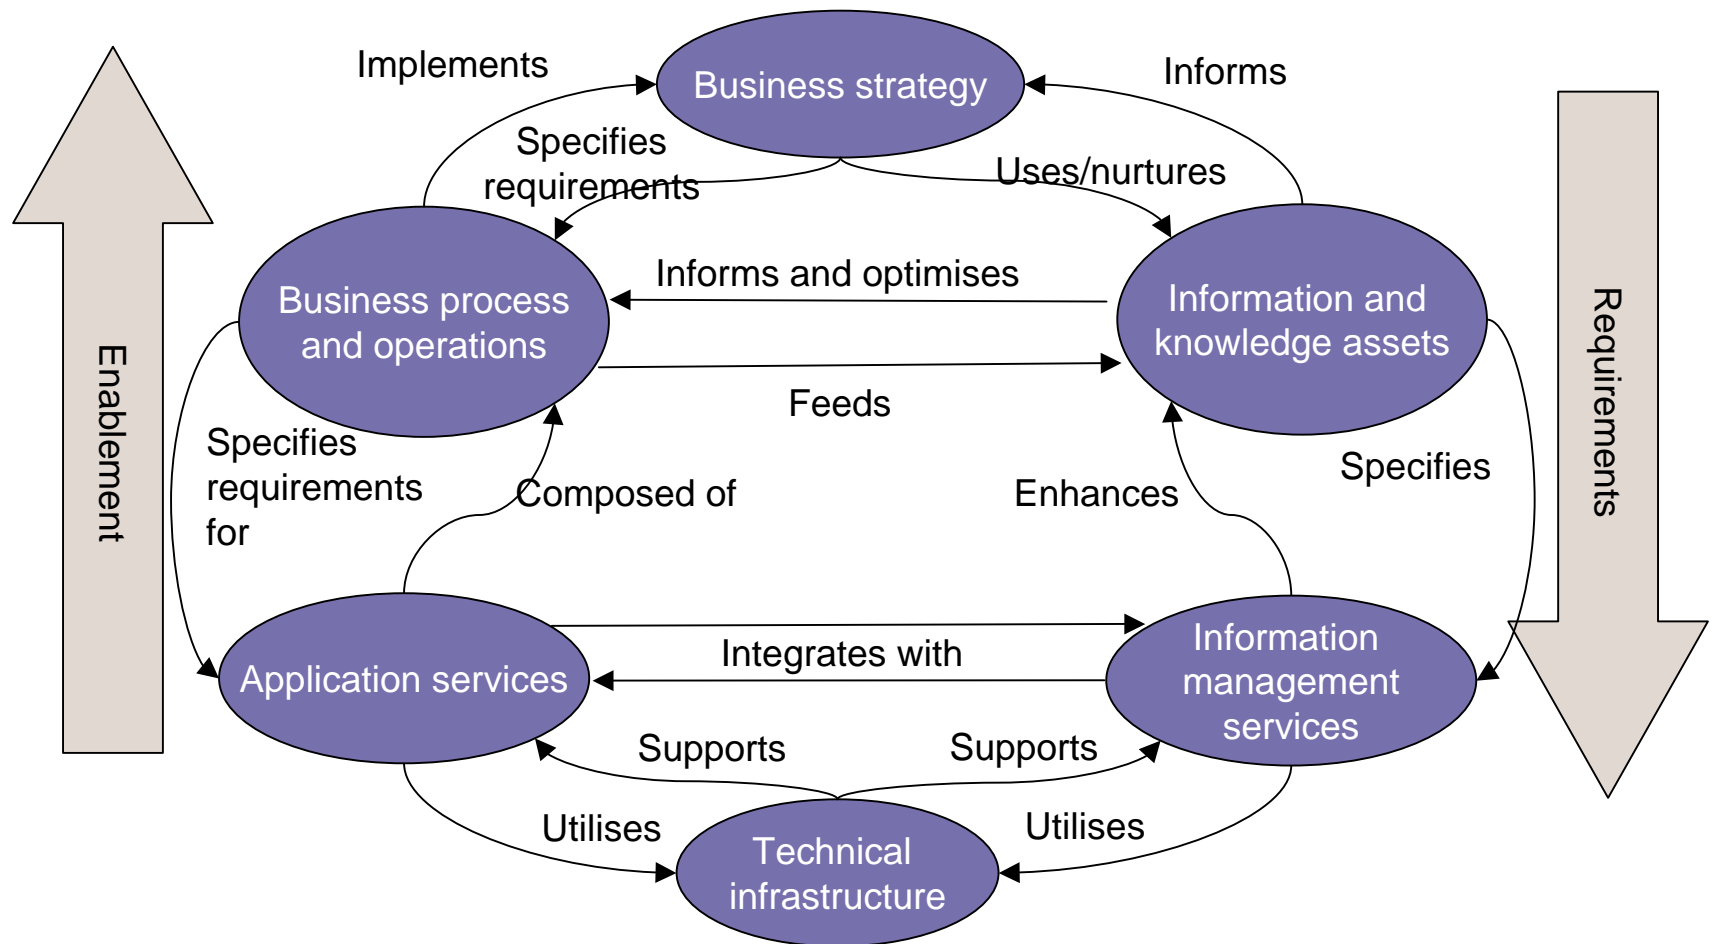 Implements
Business strategy
Informs
Specifies
requirements
Uses/nurtures
Informs and optimises
Business process
and operations
Information and
knowledge assets
Feeds
Enablement
Requirements
Specifies
requirements
for
Composed of
Enhances
Specifies
Application services
Integrates with
Information
management
services
Supports
Supports
Utilises
Utilises
Technical
infrastructure